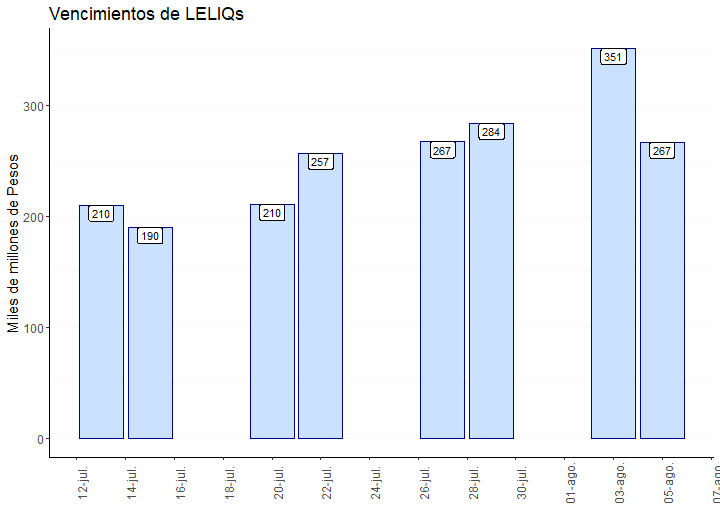 Vencimientos de LELIQs
Miles de millones de Pesos
300
200
100
0
210
190
210
257
267
284
351
267
12-jul.
14-jul.
16-jul.
18-jul.
20-jul.
22-jul.
24-jul.
26-jul.
28-jul.
30-jul.
01-ago.
03-ago.
05-ago.
07-ago